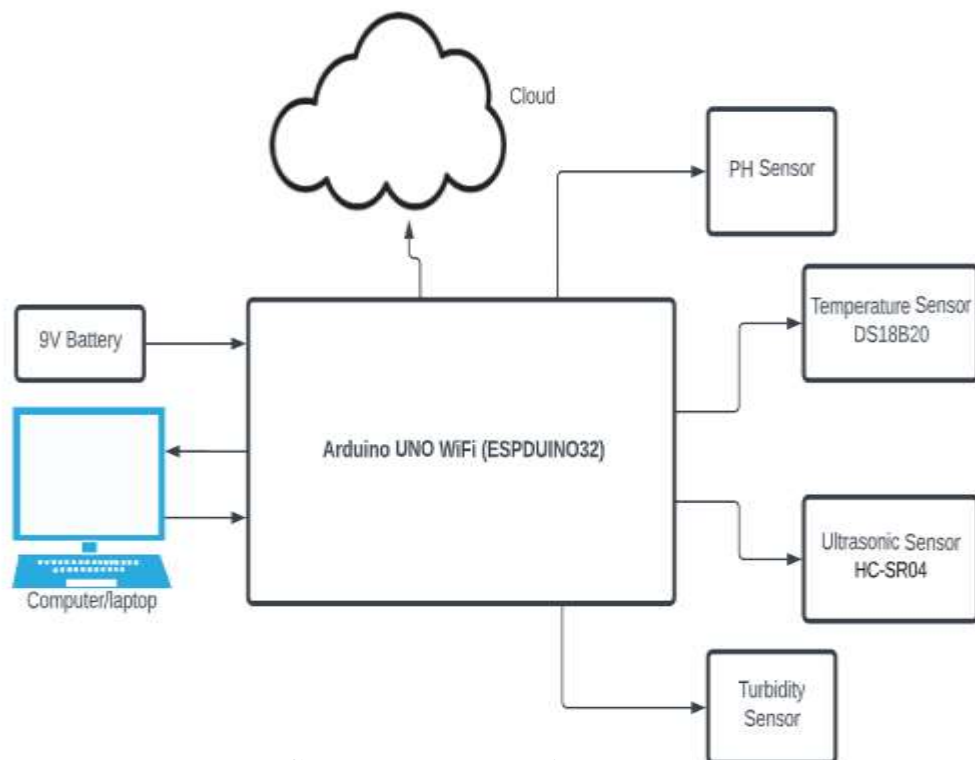 Cloud
PH Sensor
Temperature Sensor
DS18B20
9V Battery
Arduino UNO WiFi (ESPDUINO32)
Ultrasonic Sensor
HC-SR04
Computer/laptop
Turbidity
Sensor